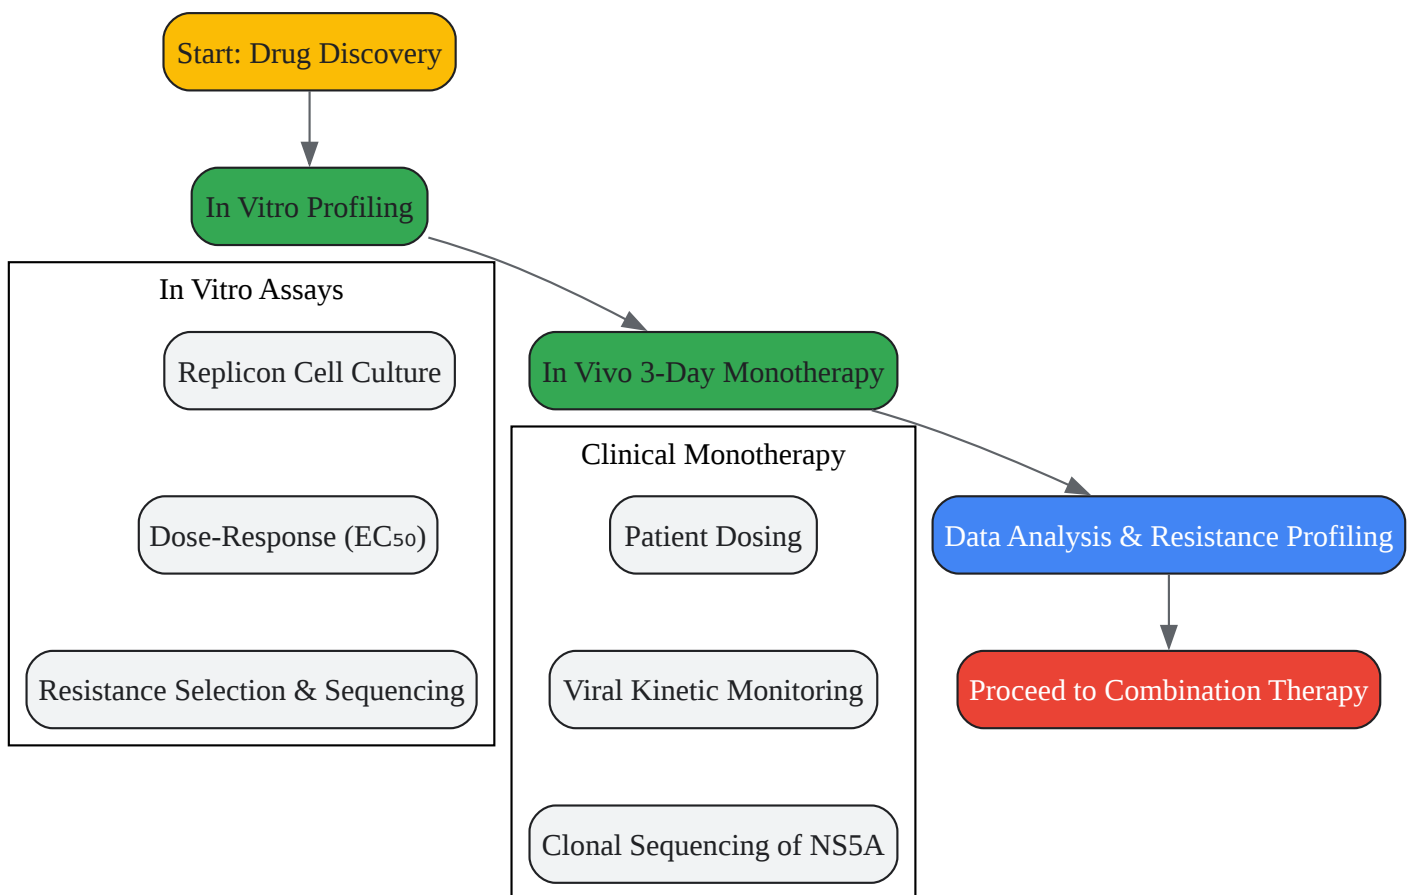 Start: Drug Discovery
In Vitro Profiling
In Vitro Assays
Replicon Cell Culture
Dose-Response (EC₅₀)
Resistance Selection & Sequencing
In Vivo 3-Day Monotherapy
Clinical Monotherapy
Patient Dosing
Viral Kinetic Monitoring
Clonal Sequencing of NS5A
Data Analysis & Resistance Profiling
Proceed to Combination Therapy